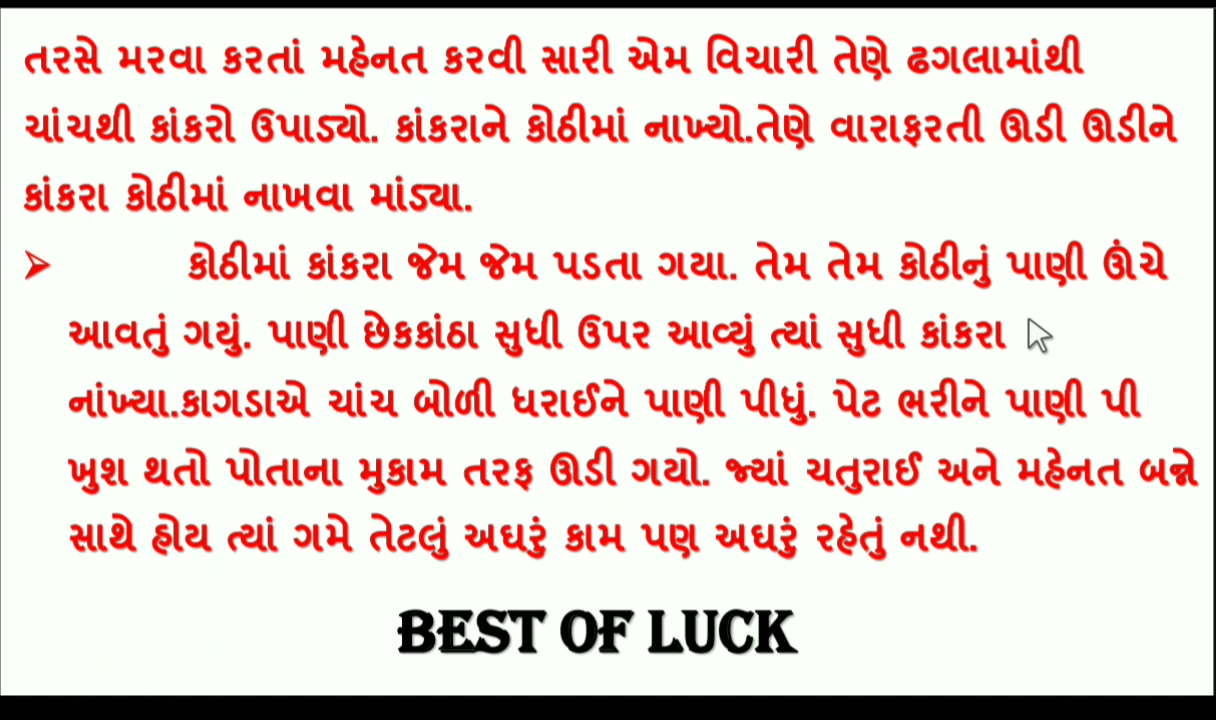 તરસે મરવા કરતાં મહેનત કરવી સારી એમ વિચારી તેણે ઢગલામાંથી
ચાંચથી કાંકરો ઉપાડ્યો. કાંકરાને કોઠીમાં નાખ્યો.તેણે વારાફરતી ઊડી ઊડીને
કાંકરા કોઠીમાં નાખવા માંડ્યા.
➢ કોઠીમાં કાંકરા જેમ જેમ પડતા ગયા. તેમ તેમ કોઠીનું પાણી ઊંચે
આવતું ગયું. પાણી છેકકાંઠા સુધી ઉપર આવ્યું ત્યાં સુધી કાંકરા
નાંખ્યા.કાગડાએ ચાંચ બોળી ધરાઈને પાણી પીધું. પેટ ભરીને પાણી પી
ખુશ થતો પોતાના મુકામ તરફ ઊડી ગયો. જ્યાં ચતુરાઈ અને મહેનત બન્ને
સાથે હોય ત્યાં ગમે તેટલું અઘરું કામ પણ અઘરું રહેતું નથી.
BEST OF LUCK